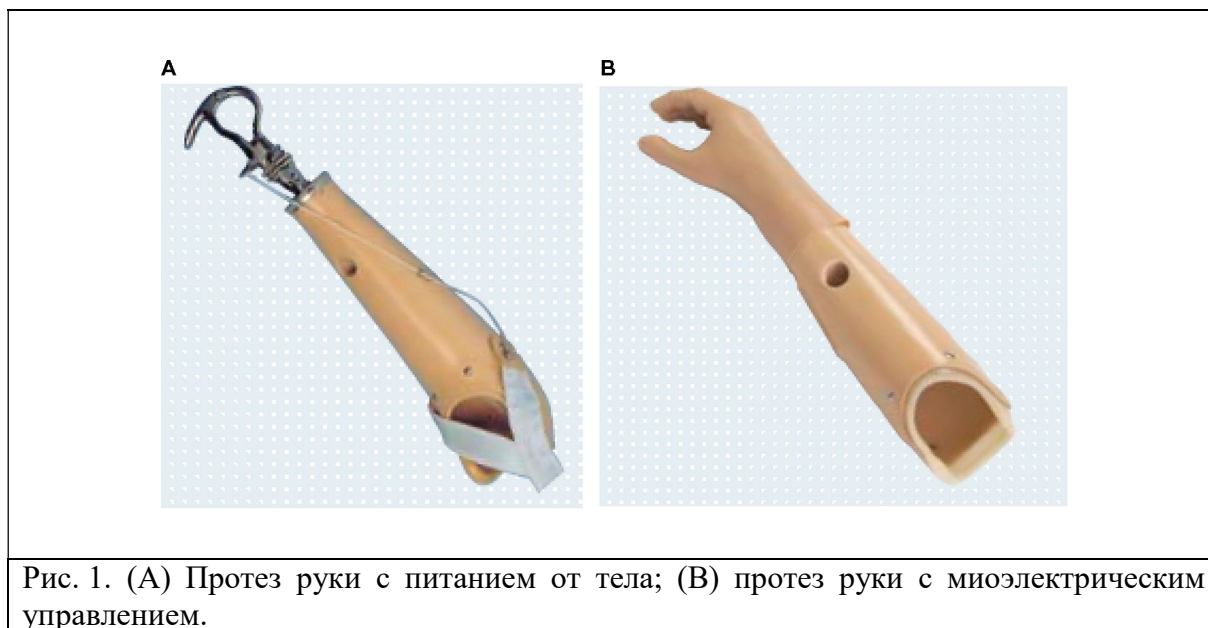 A
B
Рис. 1. (A) Протез руки с питанием от тела; (B) протез руки с миоэлектрическим
управлением.